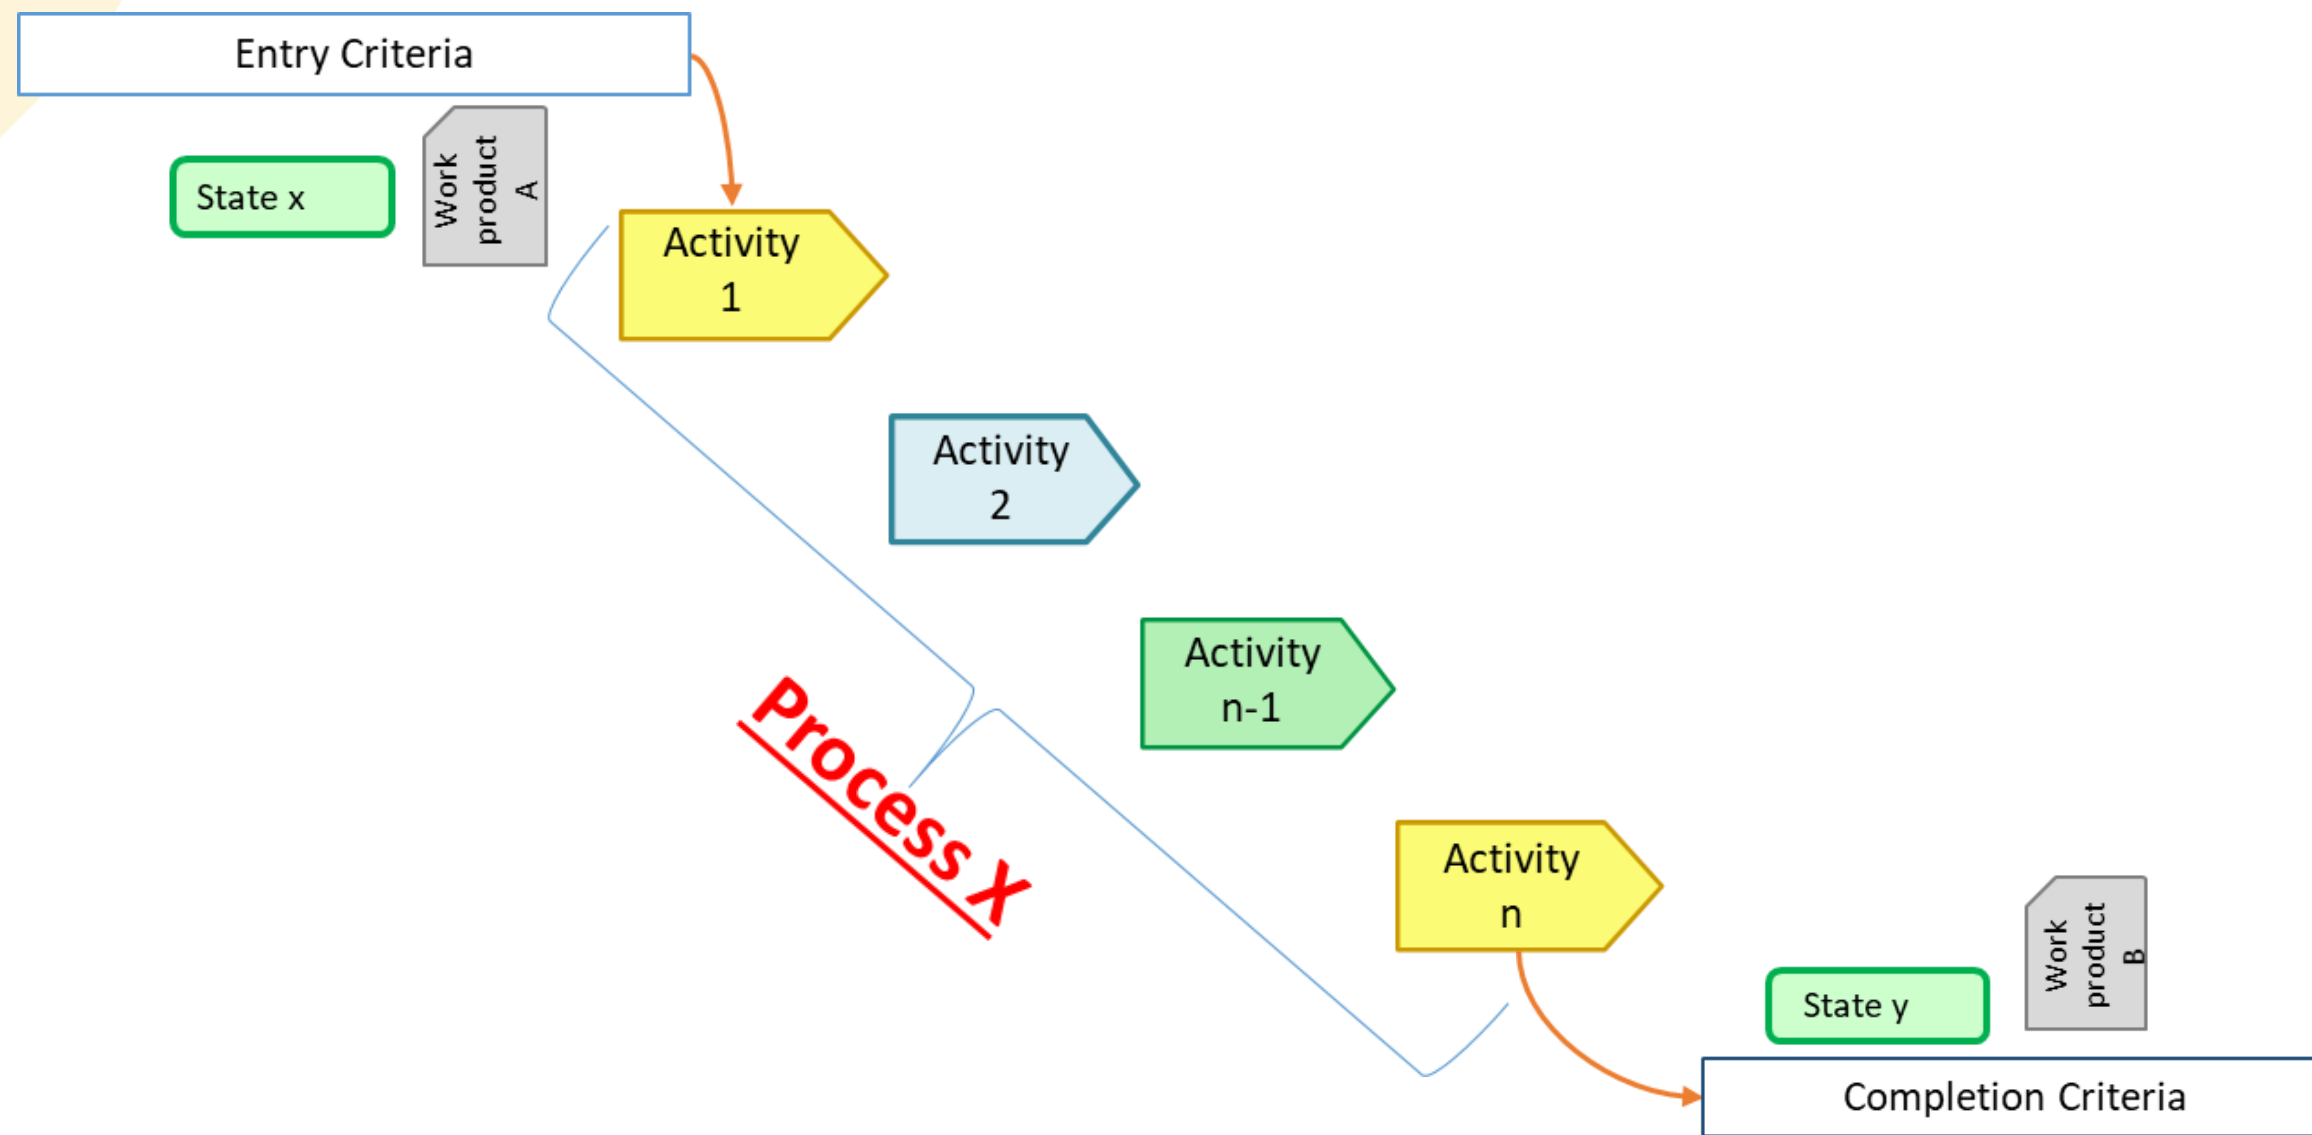 Entry Criteria
State x
Work
product
A
Activity
1
Activity
2
Activity
n-1
Process X
Activity
n
State y
Work
product
B
Completion Criteria